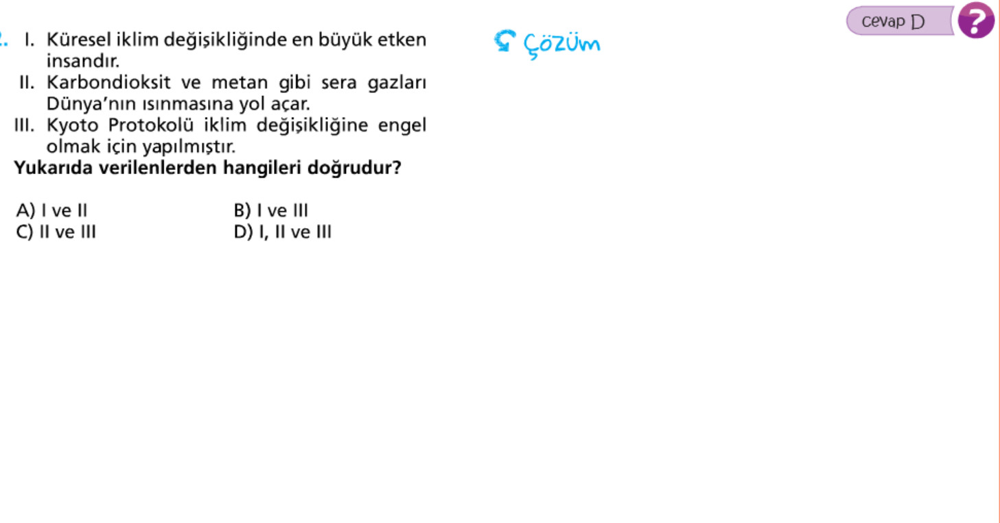 cevap D
?
. I. Küresel iklim değişikliğinde en büyük etken
insandır.
II. Karbondioksit ve metan gibi sera gazları
Dünya’nın ısınmasına yol açar.
III. Kyoto Protokolü iklim değişikliğine engel
olmak için yapılmıştır.
Yukarıda verilenlerden hangileri doğrudur?
A) I ve II B) I ve III
C) II ve III D) I, II ve III
Çözüm